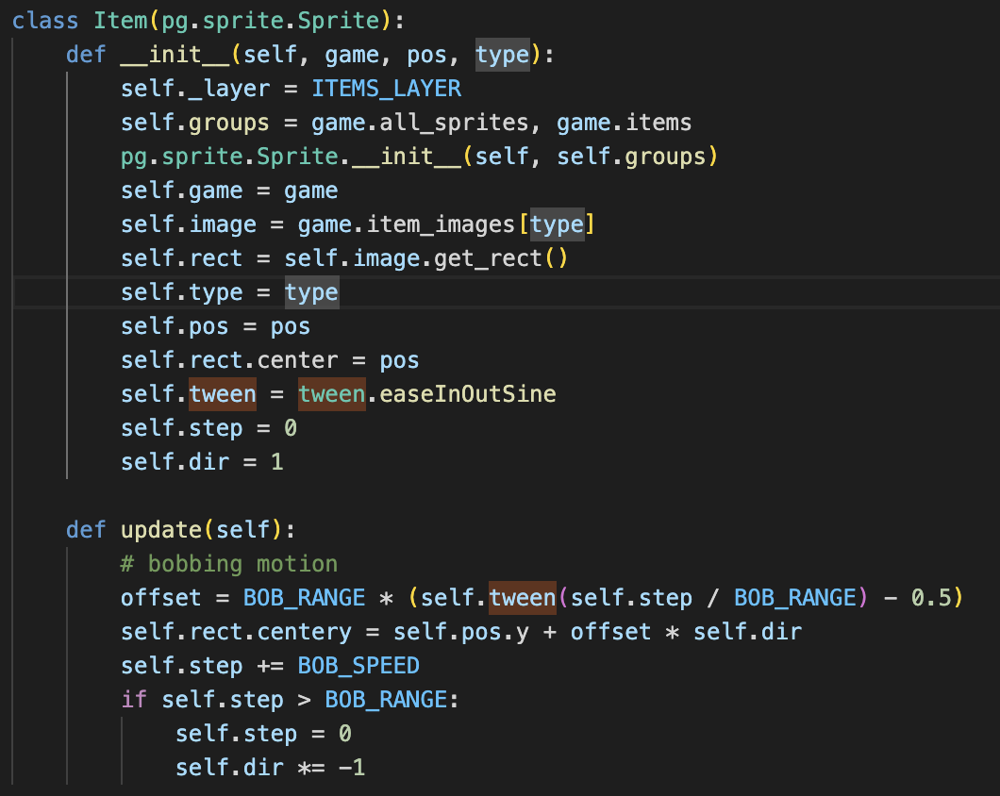 class Item(pg.sprite.Sprite):
    def __init__(self, game, pos, type):
        self._layer = ITEMS_LAYER
        self.groups = game.all_sprites, game.items
        pg.sprite.Sprite.__init__(self, self.groups)
        self.game = game
        self.image = game.item_images[type]
        self.rect = self.image.get_rect()
        self.type = type
        self.pos = pos
        self.rect.center = pos
        self.tween = tween.easeInOutSine
        self.step = 0
        self.dir = 1

    def update(self):
        # bobbing motion
        offset = BOB_RANGE * (self.tween(self.step / BOB_RANGE) - 0.5)
        self.rect.centery = self.pos.y + offset * self.dir
        self.step += BOB_SPEED
        if self.step > BOB_RANGE:
            self.step = 0
            self.dir *= -1